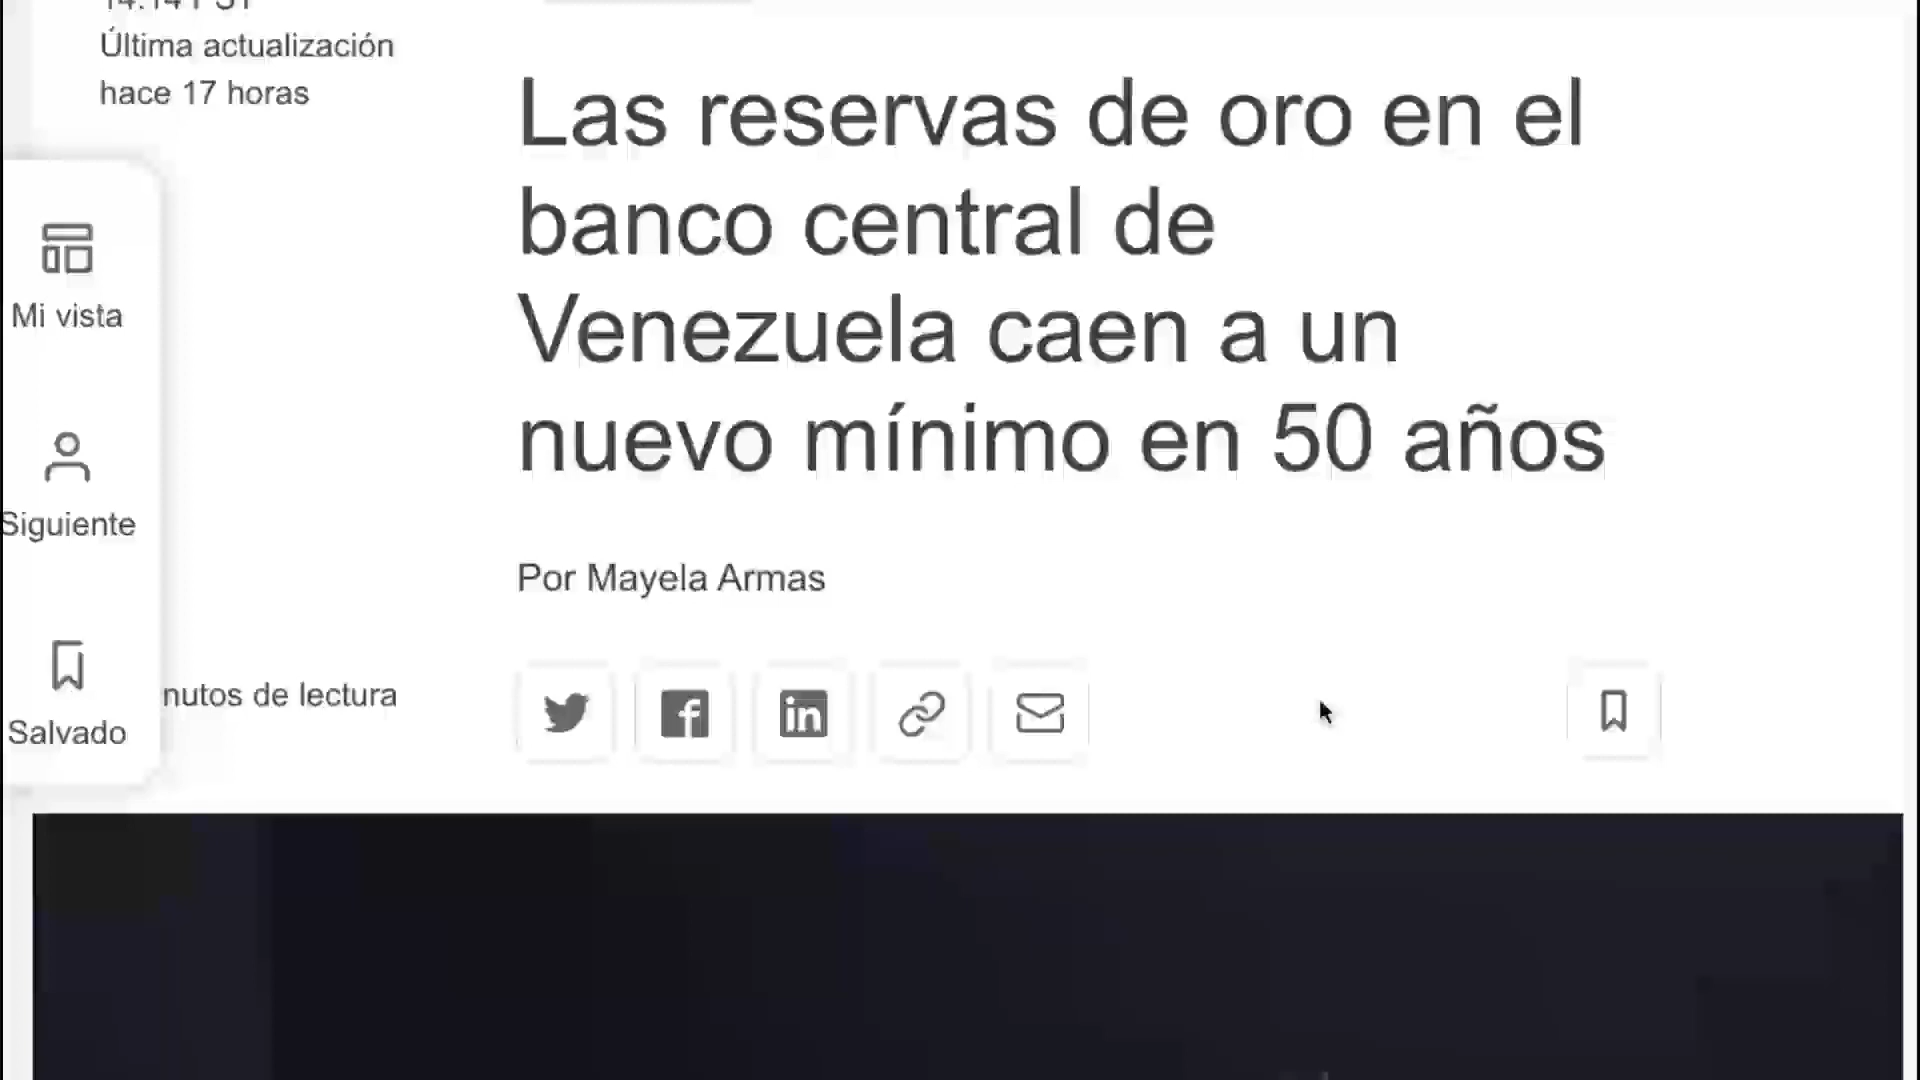 Última actualización
hace 17 horas
Las reservas de oro en el
banco central de
Venezuela caen a un
nuevo mínimo en 50 años
Por Mayela Armas
Mi vista
Siguiente
Salvado
de lectura